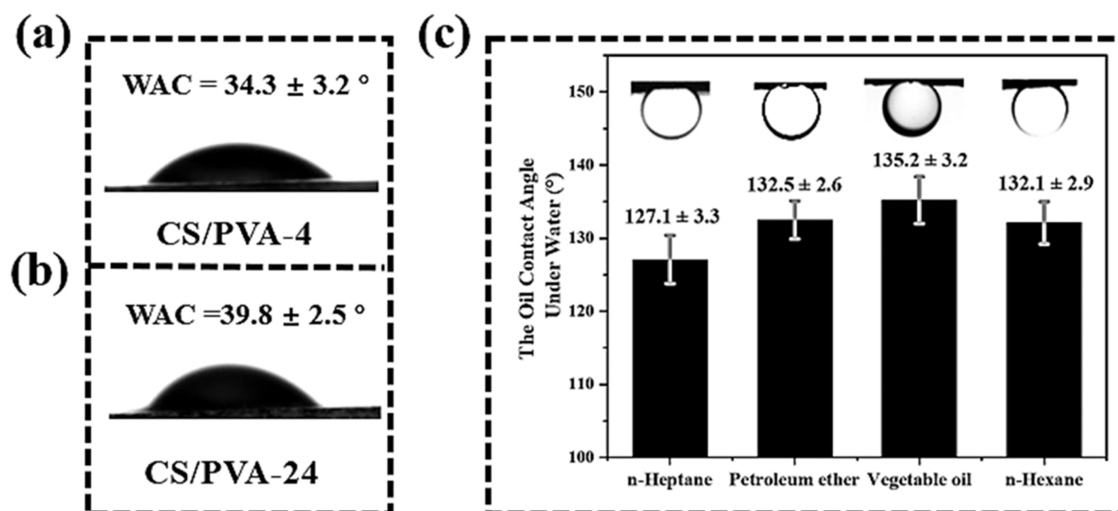 (a)
WAC = 34.3 ± 3.2 °
CS/PVA-4
(b)
WAC =39.8 ± 2.5 °
CS/PVA-24
(c)
The Oil Contact Angle
Under Water (°)
150
140
130
120
110
100
127.1 ± 3.3
132.5 ± 2.6
135.2 ± 3.2
132.1 ± 2.9
n-Heptane
Petroleum ether
Vegetable oil
n-Hexane